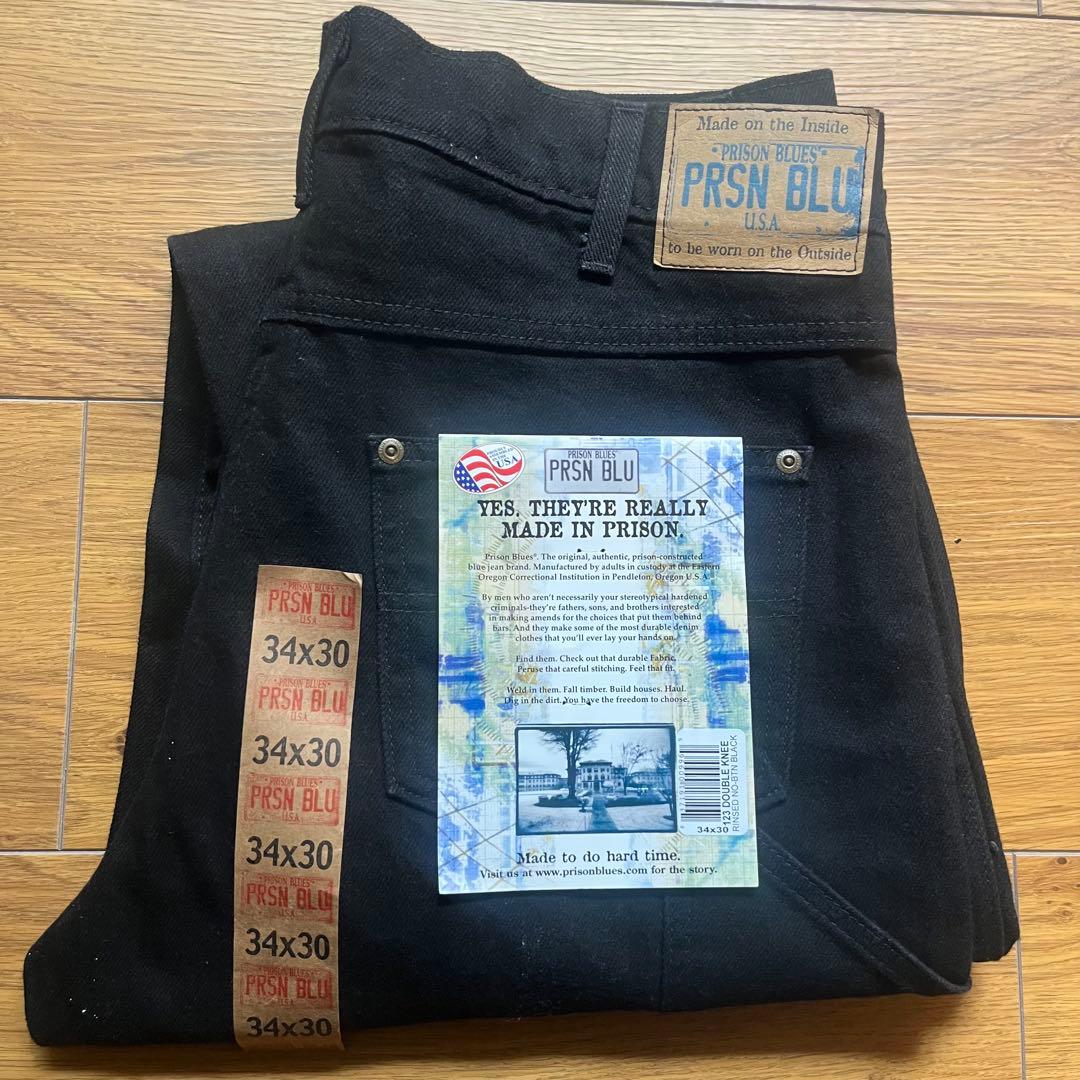 Made on the Inside
PRISON BLUES
PRSN BLU
U.S.A.
to be worn on the Outside
USA
PRISON BLUES
PRSN BLU
YES, THEY'RE REALLY
MADE IN PRISON.
Prison Blues®. The original, authentic, prison-constructed
blue jean brand. Manufactured by adults in custody at the Eastern
Oregon Correctional Institution in Pendleton, Oregon U.S.A.
By men who aren't necessarily your stereotypical hardened
criminals-they're fathers, sons, and brothers interested
in making amends for the choices that put them behind
bars. And they make some of the most durable denim
clothes that you'll ever lay your hands on.
Find them. Check out that durable Fabric.
Peruse that careful stitching. Feel that fit.
Weld in them. Fall timber. Build houses. Haul.
Dig in the dirt. You have the freedom to choose.
123 DOUBLE KNEE
RINSED NO-BTN BLACK
34x30
Made to do hard time.
Visit us at www.prisonblues.com for the story.
PRISON BLUES
PRSN BLU
U.S.A.
34x30
PRISON BLUES
PRSN BLU
U.S.A.
34x30
PRISON BLUES
PRSN BLU
U.S.A.
34x30
PRISON BLUES
PRSN BLU
U.S.A.
34x30
PRISON BLUES
PRSN BLU
U.S.A.
34x30